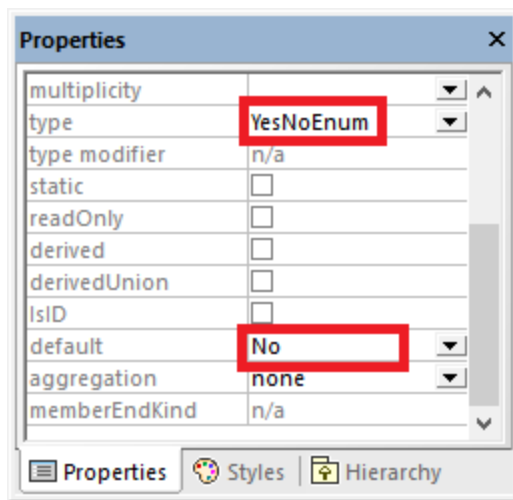 Properties
multiplicity
type YesNoEnum
type modifier n/a
static
readOnly
derived
derivedUnion
IsID
default No
aggregation none
memberEndKind n/a
Properties Styles Hierarchy